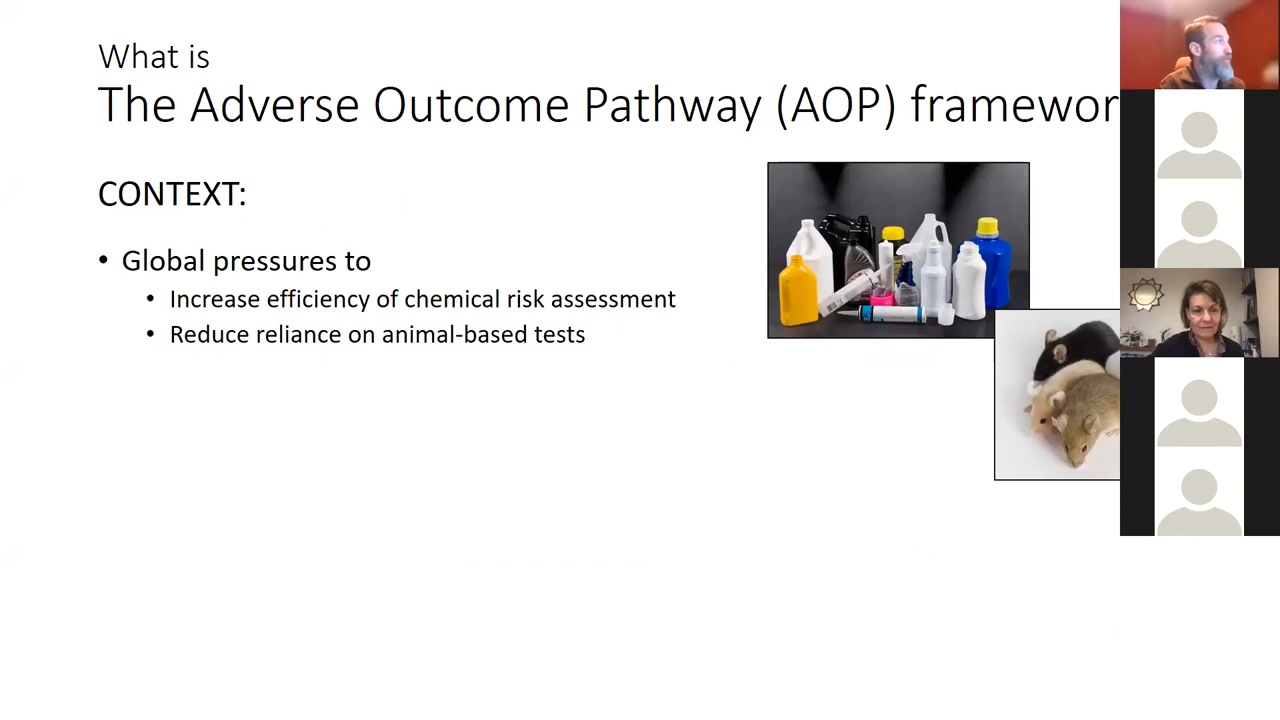 What is
The Adverse Outcome Pathway (AOP) framewor
CONTEXT:
• Global pressures to
• Increase efficiency of chemical risk assessment
• Reduce reliance on animal-based tests